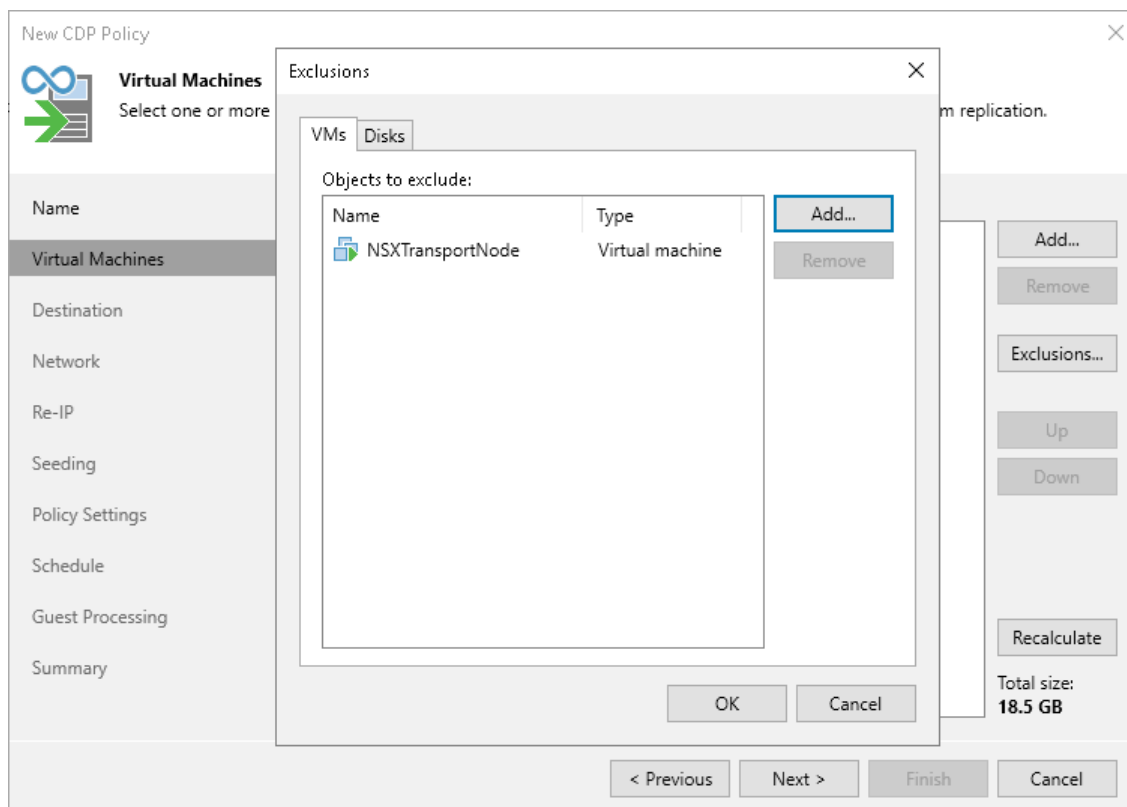 New CDP Policy
Virtual Machines
Select one or more
m replication.
Name
Virtual Machines
Destination
Network
Re-IP
Seeding
Policy Settings
Schedule
Guest Processing
Summary
Exclusions
VMs Disks
Objects to exclude:
Name Type
NSXTransportNode Virtual machine
Add...
Remove
OK Cancel
Add...
Remove
Exclusions...
Up
Down
Recalculate
Total size:
18.5 GB
< Previous Next > Finish Cancel